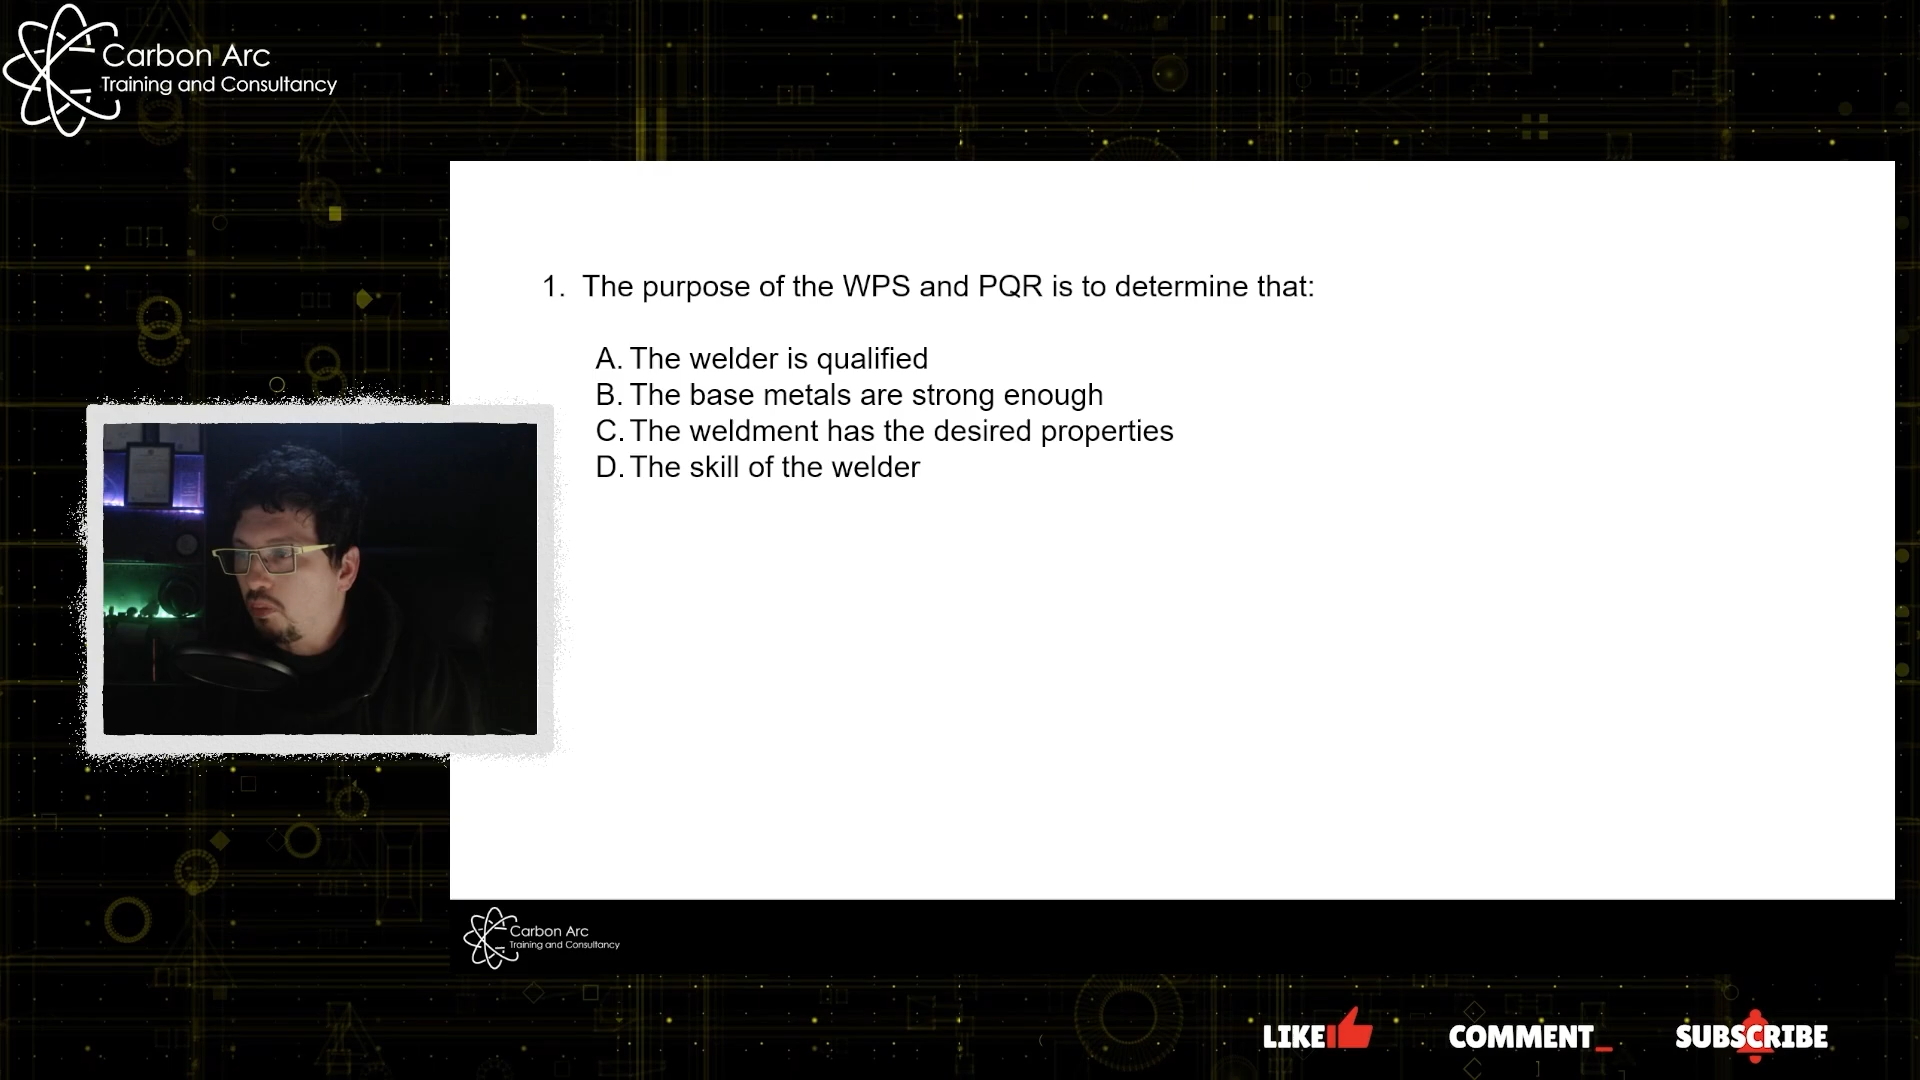 Carbon Arc
Training and Consultancy
1. The purpose of the WPS and PQR is to determine that:
A. The welder is qualified
B. The base metals are strong enough
C. The weldment has the desired properties
D. The skill of the welder
Carbon Arc
Training and Consultancy
LIKE COMMENT_ SUBSCRIBE